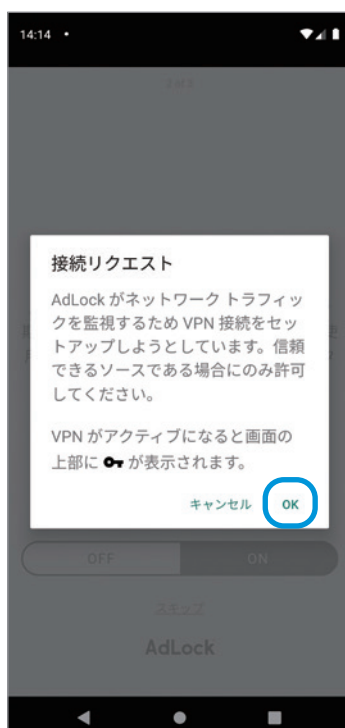 14:14
接続リクエスト
AdLock がネットワーク トラフィッ
クを監視するため VPN 接続をセッ
トアップしようとしています。信頼
できるソースである場合にのみ許可
してください。
VPN がアクティブになると画面の
上部に が表示されます。
キャンセル OK
OFF ON
スキップ
AdLock